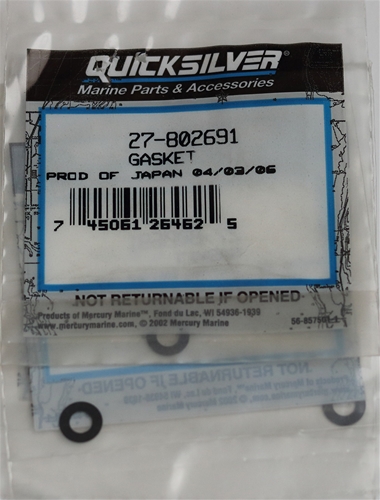 QUICKSILVER®
Marine Parts & Accessories
27-802691
GASKET
PROD OF JAPAN 04/03/06
7 45061 26462 5
NOT RETURNABLE IF OPENED
Products of Mercury Marine™, Fond du Lac, WI 54936-1939
www.mercurymarine.com © 2002 Mercury Marine
NOT RETURNABLE
IF OPENED